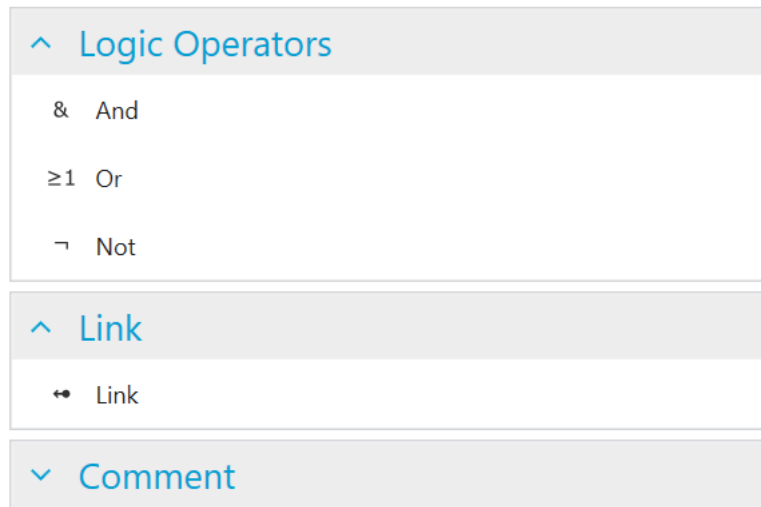 Logic Operators
& And
≥1 Or
¬ Not
Link
Link
Comment